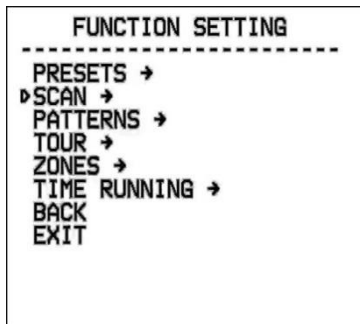 FUNCTION SETTING
PRESETS →
SCAN →
PATTERNS →
TOUR →
ZONES →
TIME RUNNING →
BACK
EXIT